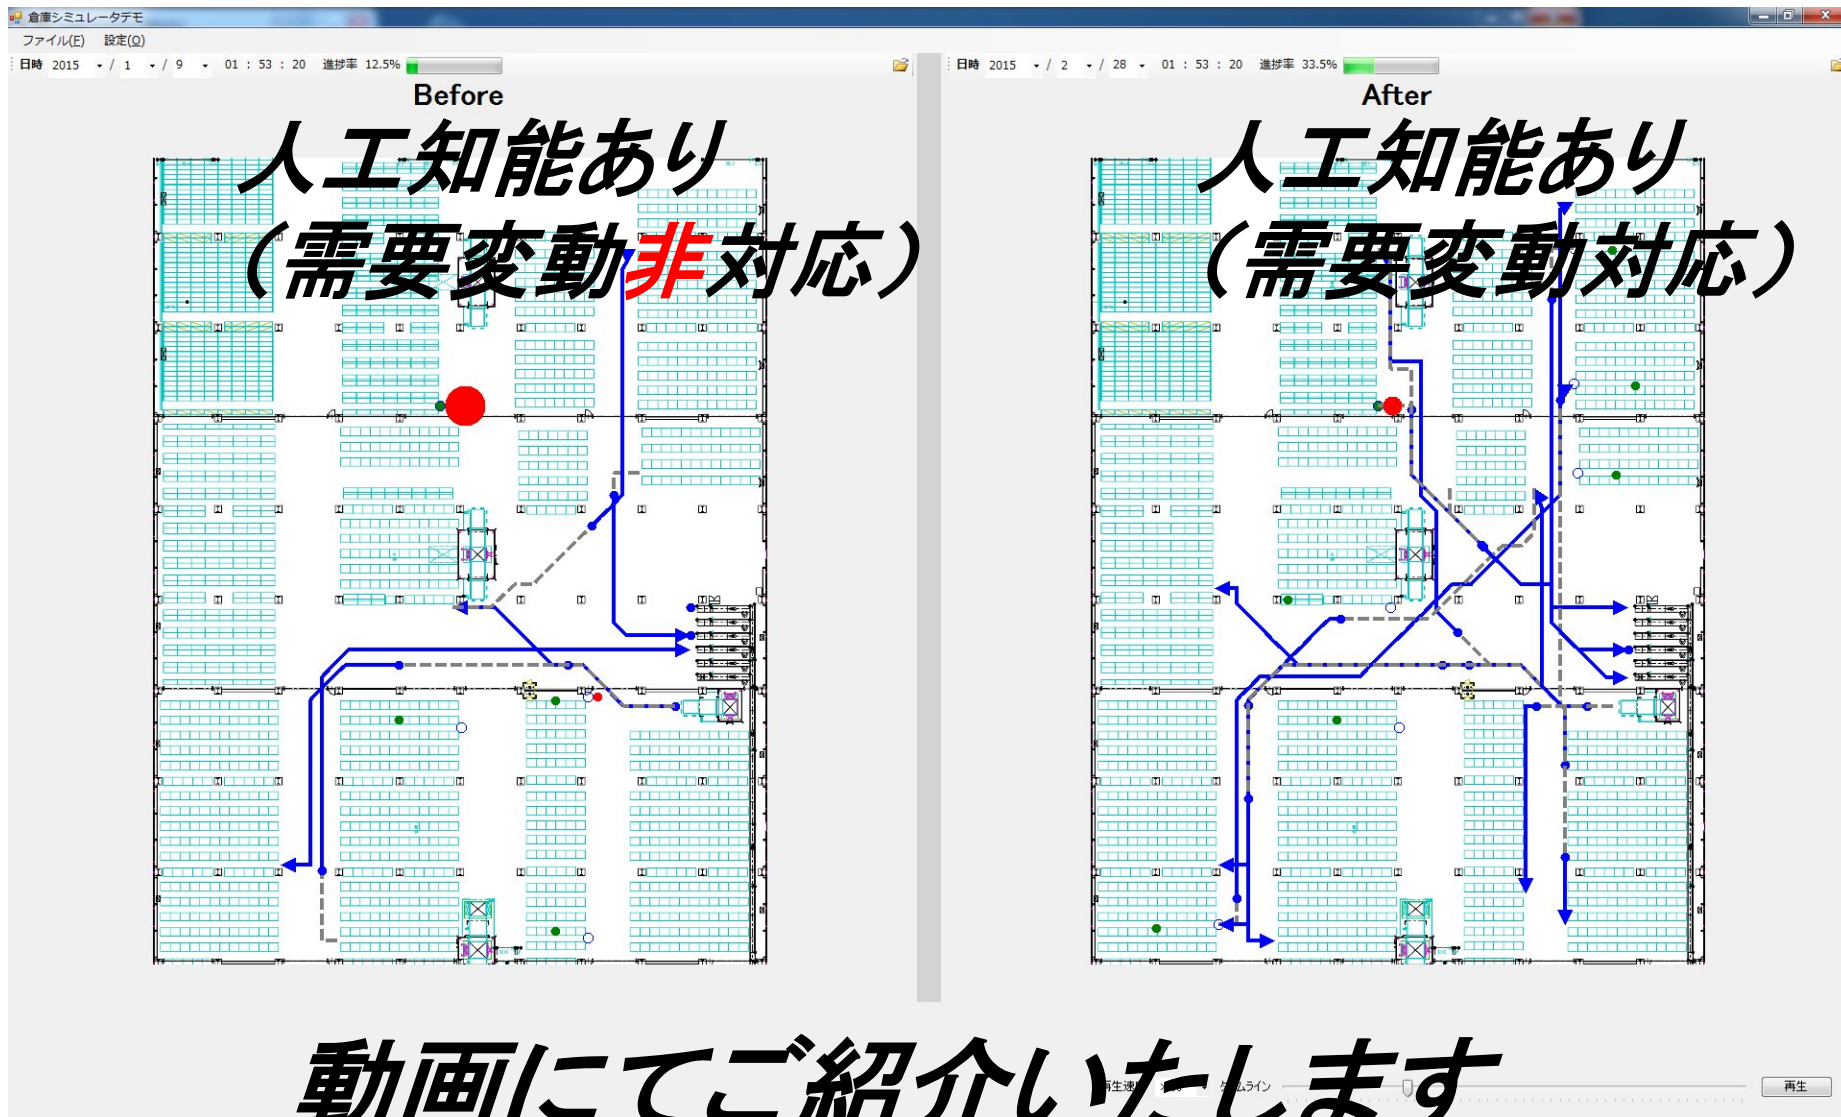 倉庫シミュレータデモ
ファイル(F) 設定(O)
日時 2015 / 1 / 9 01 : 53 : 20 進捗率 12.5%
Before
人工知能あり
（需要変動非対応）
日時 2015 / 2 / 28 01 : 53 : 20 進捗率 33.5%
After
人工知能あり
（需要変動対応）
動画にてご紹介いたします
再生